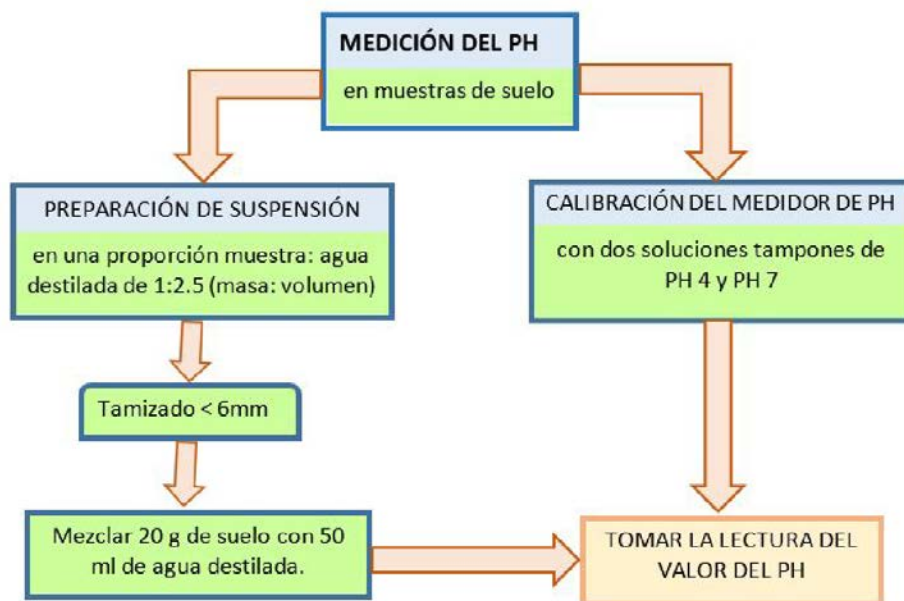 MEDICIÓN DEL PH
en muestras de suelo
PREPARACIÓN DE SUSPENSIÓN
en una proporción muestra: agua
destilada de 1:2.5 (masa: volumen)
CALIBRACIÓN DEL MEDIDOR DE PH
con dos soluciones tampones de
PH 4 y PH 7
Tamizado < 6mm
Mezclar 20 g de suelo con 50
ml de agua destilada.
TOMAR LA LECTURA DEL
VALOR DEL PH